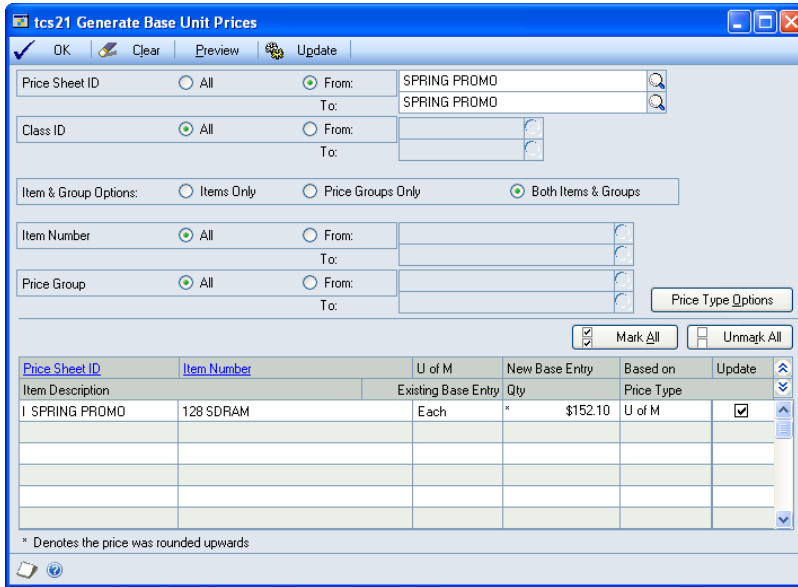 tcs21 Generate Base Unit Prices
OK Clear Preview Update
Price Sheet ID All From: SPRING PROMO
To: SPRING PROMO
Class ID All From:
To:
Item & Group Options: Items Only Price Groups Only Both Items & Groups
Item Number All From:
To:
Price Group All From:
To: Price Type Options
Mark All Unmark All
Price Sheet ID Item Number U of M New Base Entry Based on Update
Item Description Existing Base Entry Qty Price Type
I SPRING PROMO 128 SDRAM Each * $152.10 U of M
* Denotes the price was rounded upwards